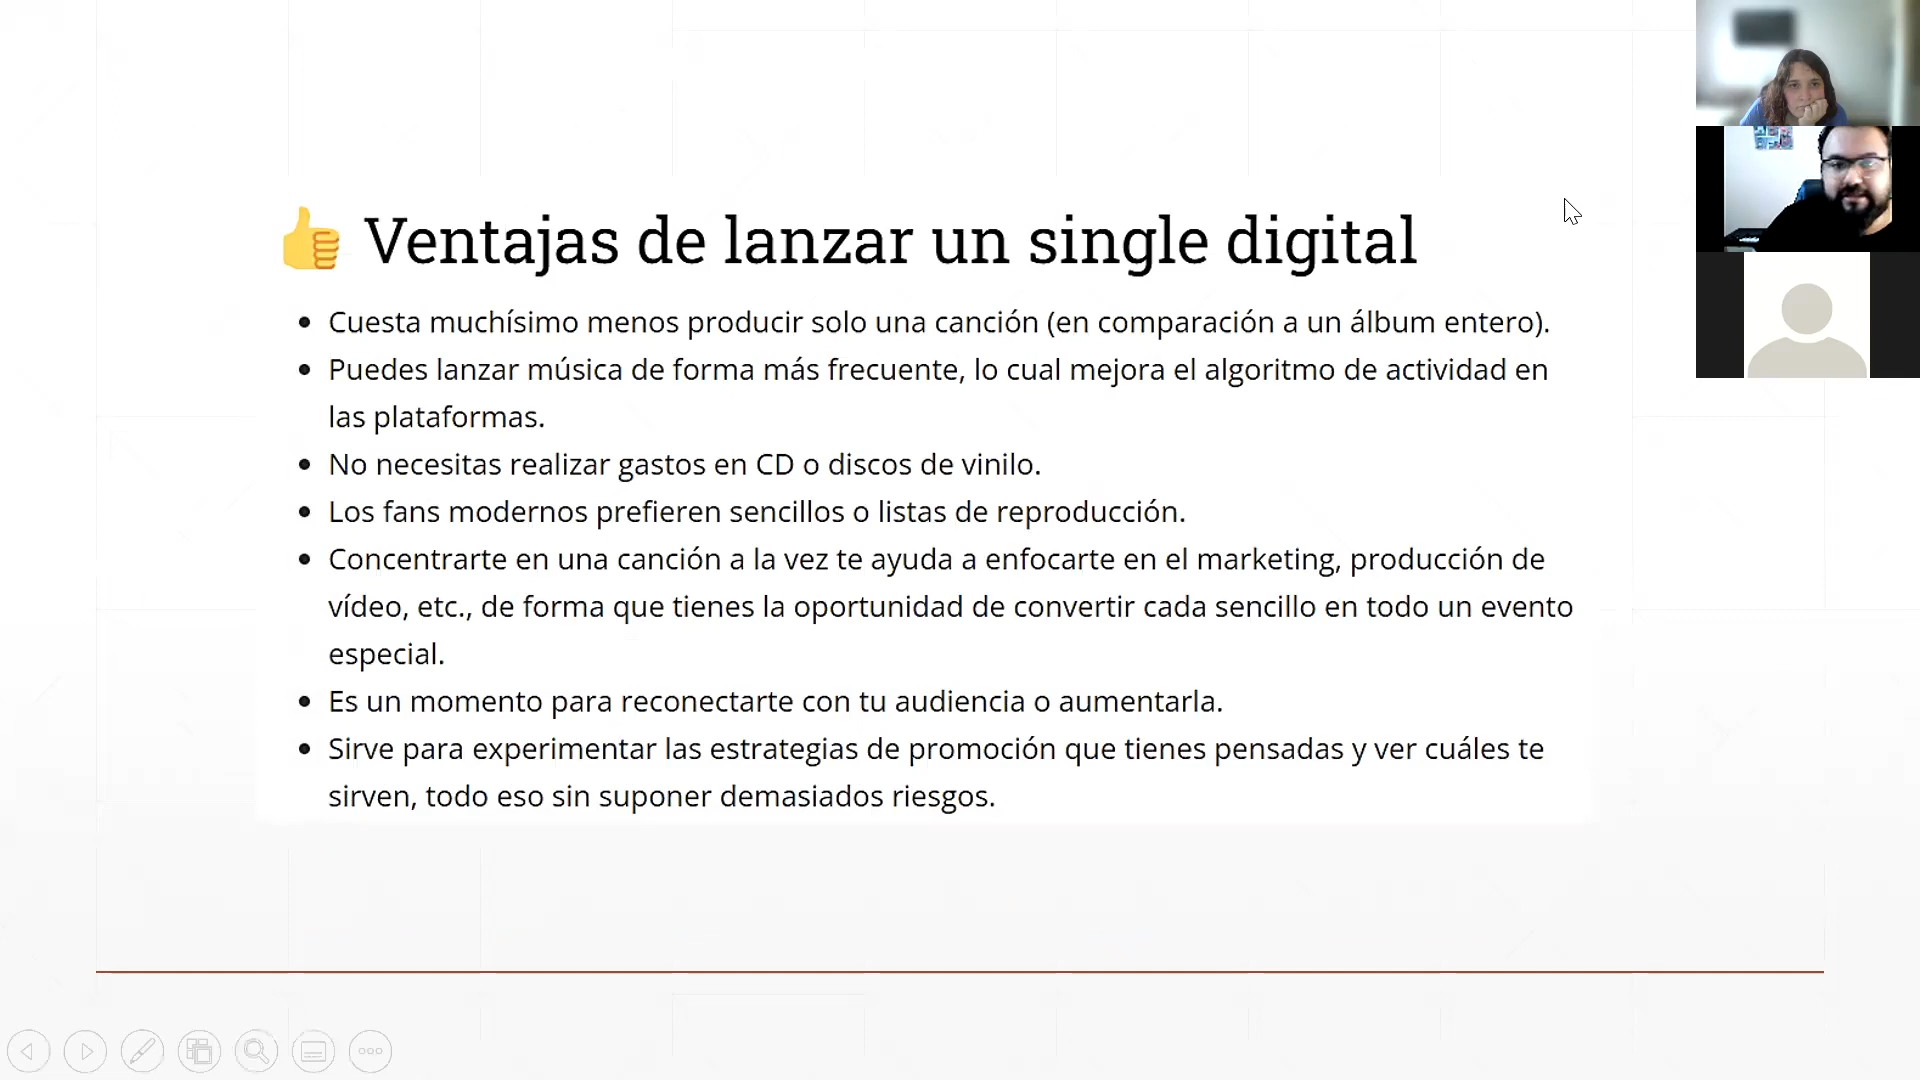 👍 Ventajas de lanzar un single digital
• Cuesta muchísimo menos producir solo una canción (en comparación a un álbum entero).
• Puedes lanzar música de forma más frecuente, lo cual mejora el algoritmo de actividad en
las plataformas.
• No necesitas realizar gastos en CD o discos de vinilo.
• Los fans modernos prefieren sencillos o listas de reproducción.
• Concentrarte en una canción a la vez te ayuda a enfocarte en el marketing, producción de
vídeo, etc., de forma que tienes la oportunidad de convertir cada sencillo en todo un evento
especial.
• Es un momento para reconectarte con tu audiencia o aumentarla.
• Sirve para experimentar las estrategias de promoción que tienes pensadas y ver cuáles te
sirven, todo eso sin suponer demasiados riesgos.